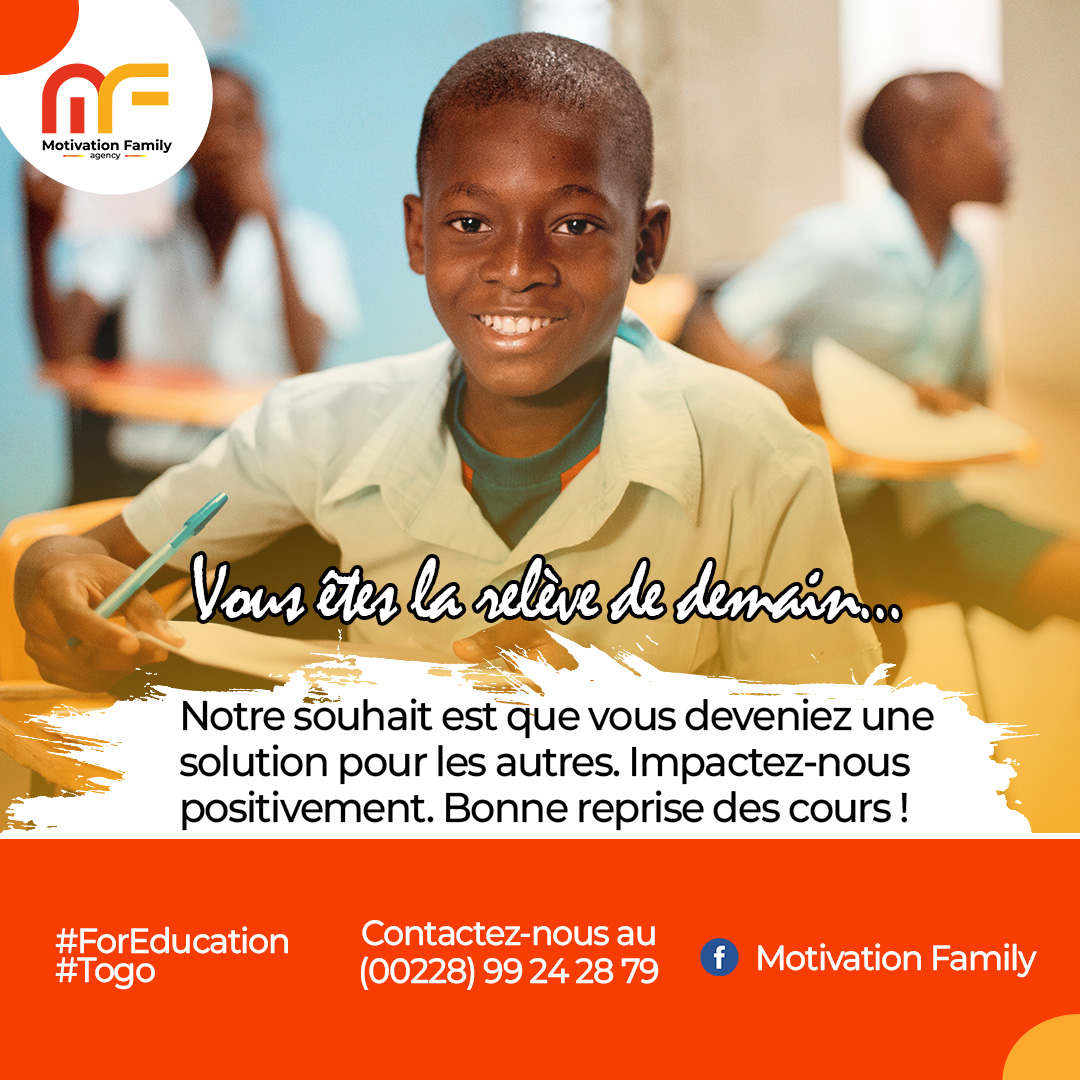 MF
Motivation Family
agency
Vous êtes la relève de demain...
Notre souhait est que vous deveniez une
solution pour les autres. Impactez-nous
positivement. Bonne reprise des cours !
#ForEducation
#Togo
Contactez-nous au
(00228) 99 24 28 79
f Motivation Family